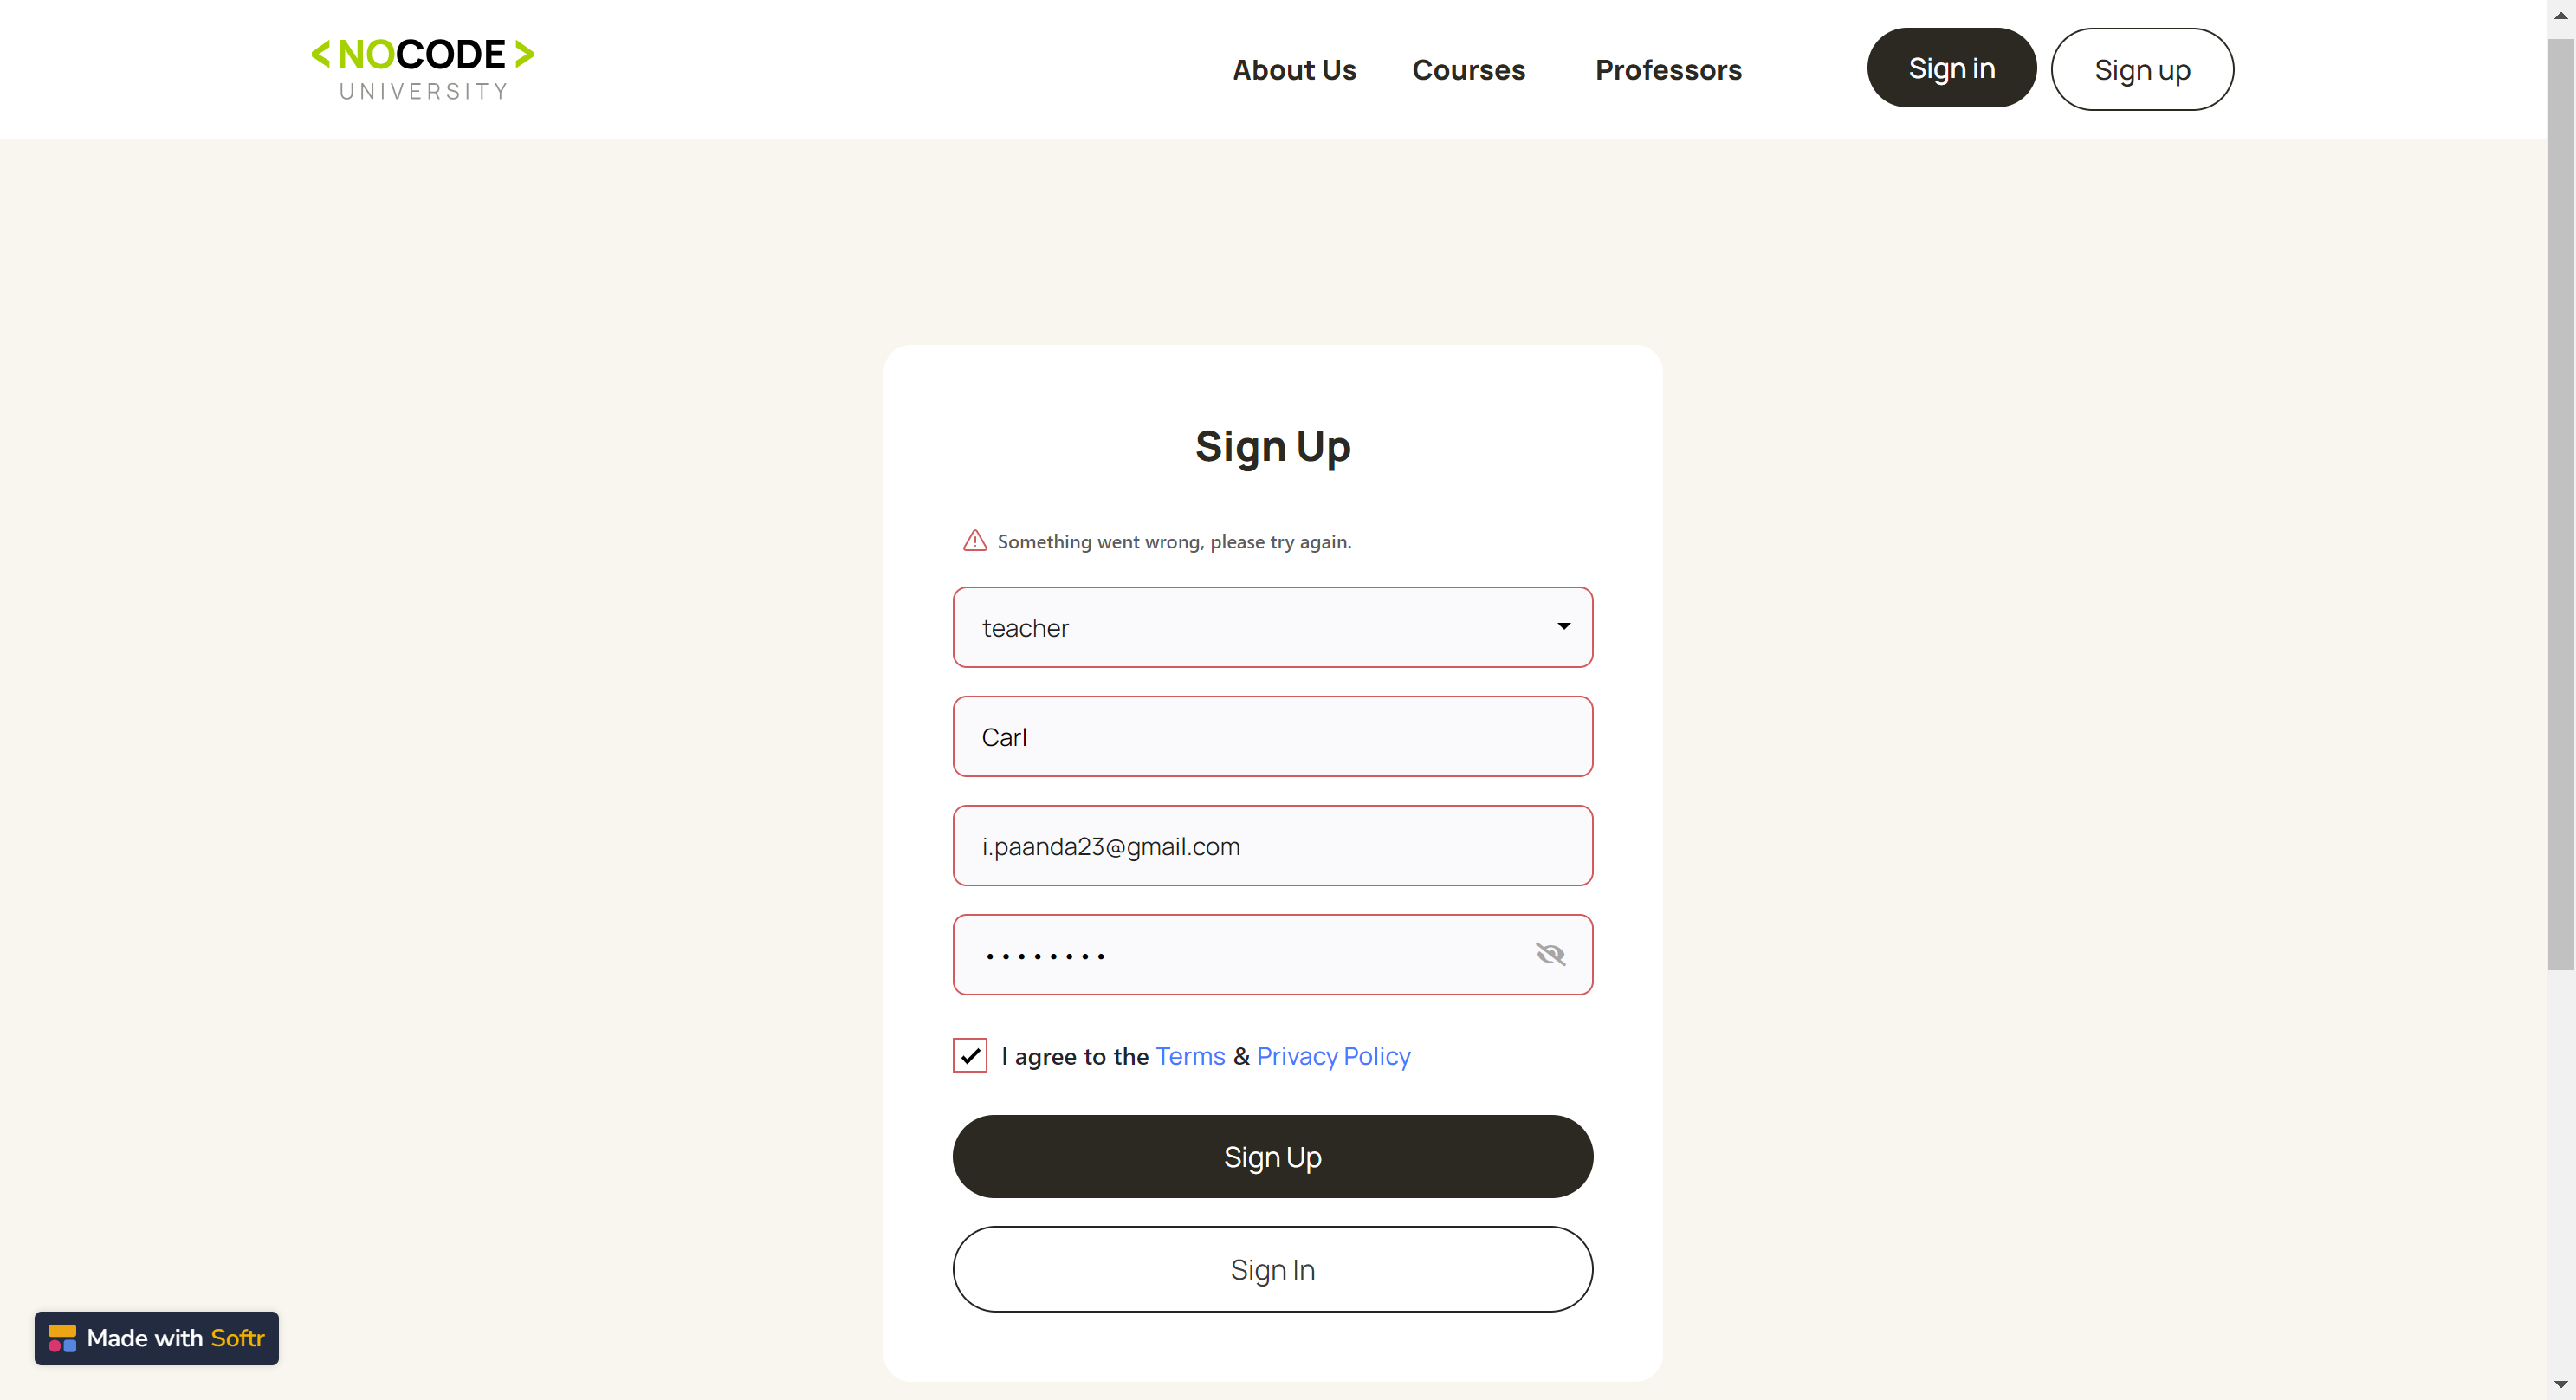 <NOCODE>
UNIVERSITY
About Us
Courses
Professors
Sign in
Sign up
Sign Up
Something went wrong, please try again.
teacher
Carl
i.paanda23@gmail.com
I agree to the Terms & Privacy Policy
Sign Up
Sign In
Made with Softr